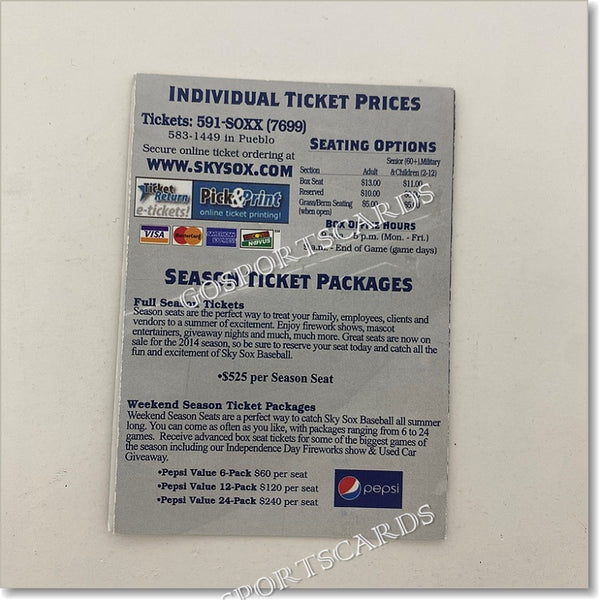 INDIVIDUAL TICKET PRICES
Tickets: 591-SOXX (7699)
583-1449 in Pueblo
Secure online ticket ordering at
WWW.SKYSOX.COM
Ticket
Return
e-tickets!
Pick&Print
online ticket printing!
VISA
MasterCard
AMERICAN
EXPRESS
NOVUS
SEATING OPTIONS
Senior (60+), Military
Section Adult & Children (2-12)
Box Seat $13.00 $11.00
Reserved $10.00
Grass/Berm Seating $5.00
(when open)
BOX OFFICE HOURS
p.m. (Mon. - Fri.)
- End of Game (game days)
SEASON TICKET PACKAGES
Full Season Tickets
Season seats are the perfect way to treat your family, employees, clients and
vendors to a summer of excitement. Enjoy firework shows, mascot
entertainers, giveaway nights and much, much more. Great seats are now on
sale for the 2014 season, so be sure to reserve your seat today and catch all the
fun and excitement of Sky Sox Baseball.
•$525 per Season Seat
Weekend Season Ticket Packages
Weekend Season Seats are a perfect way to catch Sky Sox Baseball all summer
long. You can come as often as you like, with packages ranging from 6 to 24
games. Receive advanced box seat tickets for some of the biggest games of
the season including our Independence Day Fireworks show & Used Car
Giveaway.
•Pepsi Value 6-Pack $60 per seat
•Pepsi Value 12-Pack $120 per seat
•Pepsi Value 24-Pack $240 per seat
pepsi
GOSPORTSCARDS
GOSPORTSCARDS